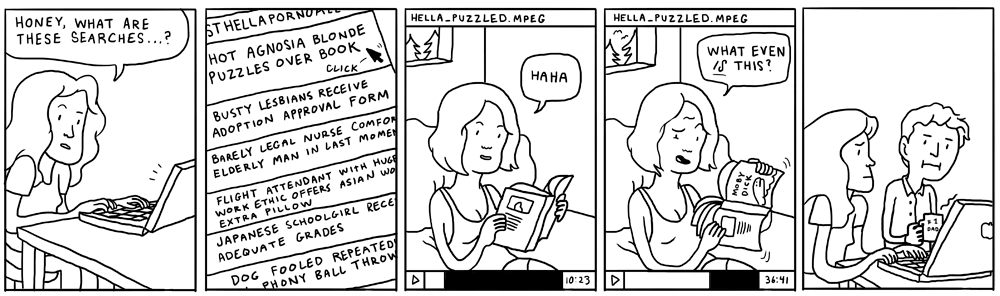 HONEY, WHAT ARE
THESE SEARCHES...?
HOT AGNOSIA BLONDE
PUZZLES OVER BOOK
CLICK
BUSTY LESBIANS RECEIVE
ADOPTION APPROVAL FORM
BARELY LEGAL NURSE COMFOR
ELDERLY MAN IN LAST MOME
FLIGHT ATTENDANT WITH HUGE
WORK ETHIC OFFERS ASIAN WO
EXTRA PILLOW
JAPANESE SCHOOLGIRL RECE
ADEQUATE GRADES
DOG FOOLED REPEATED
PHONY BALL THROW
HELLA_PUZZLED.MPEG
HAHA
10:23
HELLA_PUZZLED.MPEG
WHAT EVEN
IS THIS?
MOBY
DICK
36:41
#1
DAD